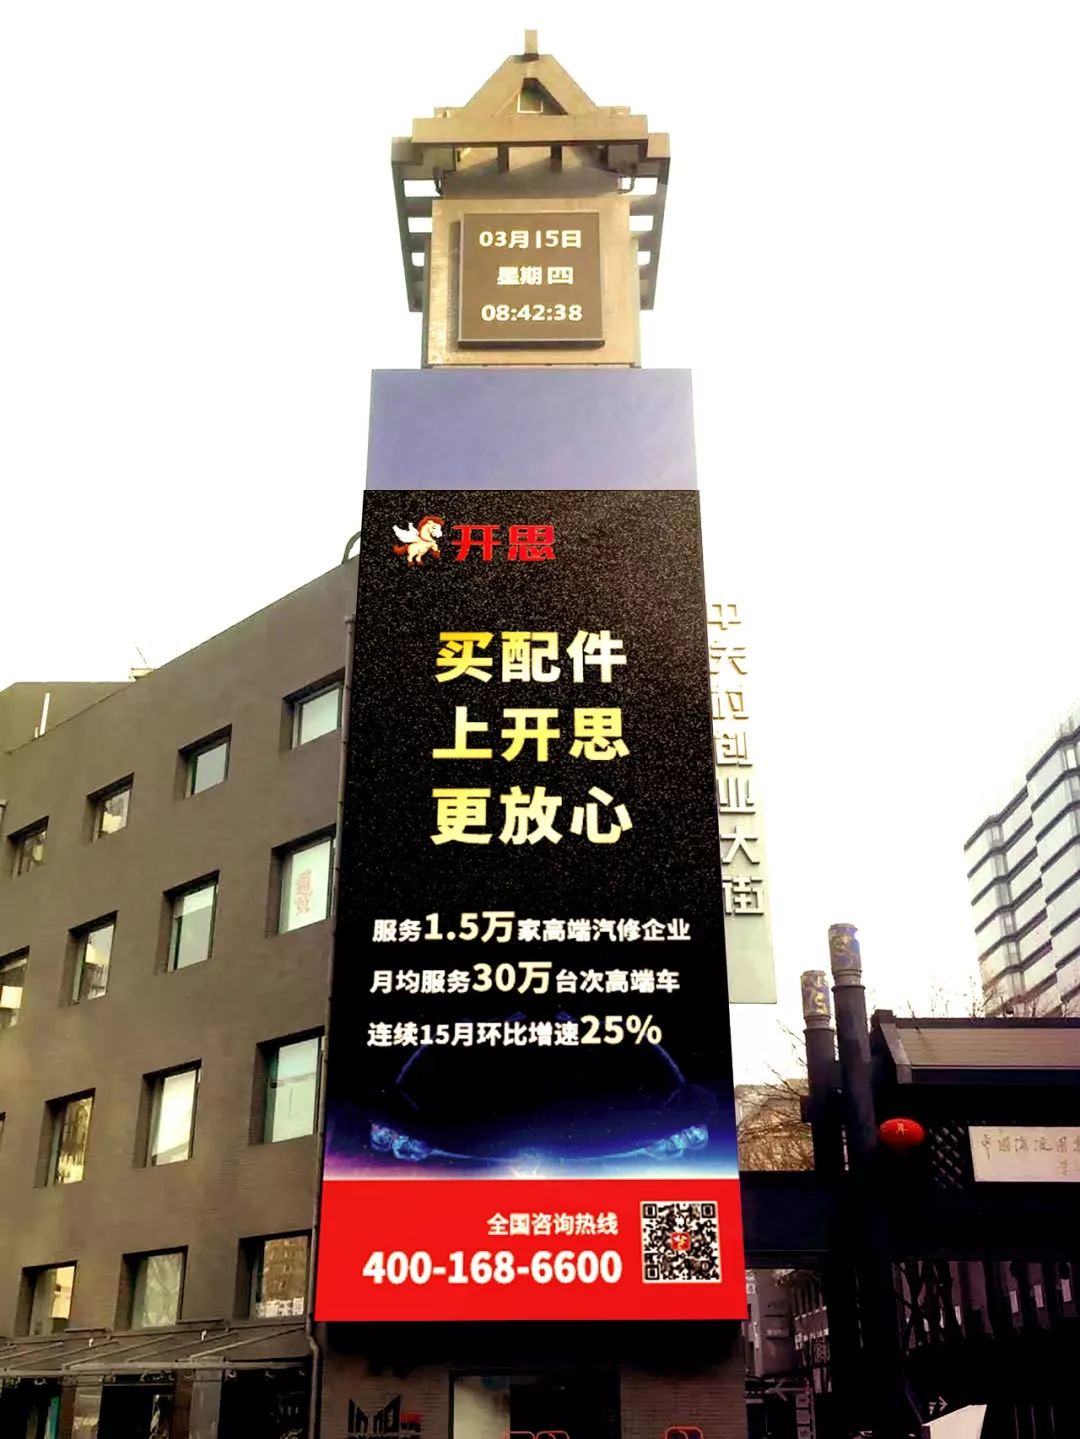 03月15日
星期四
08:42:38
开思
买配件
上开思
更放心
服务1.5万家高端汽修企业
月均服务30万台次高端车
连续15月环比增速25%
全国咨询热线
400-168-6600
中关村创业大街